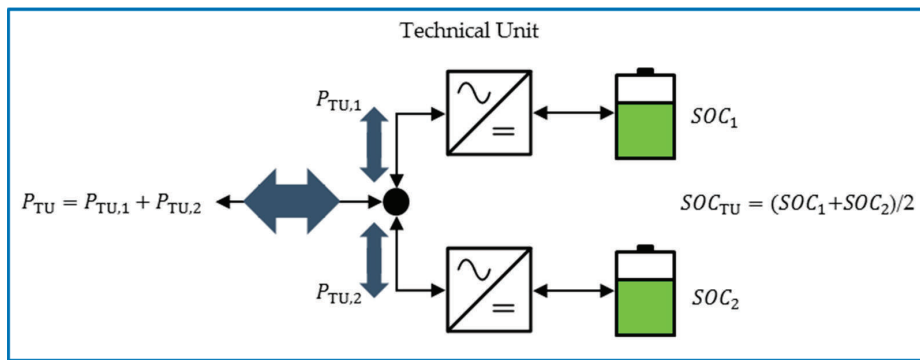 Technical Unit
P_TU,1
SOC_1
P_TU = P_TU,1 + P_TU,2
SOC_TU = (SOC_1+SOC_2)/2
P_TU,2
SOC_2